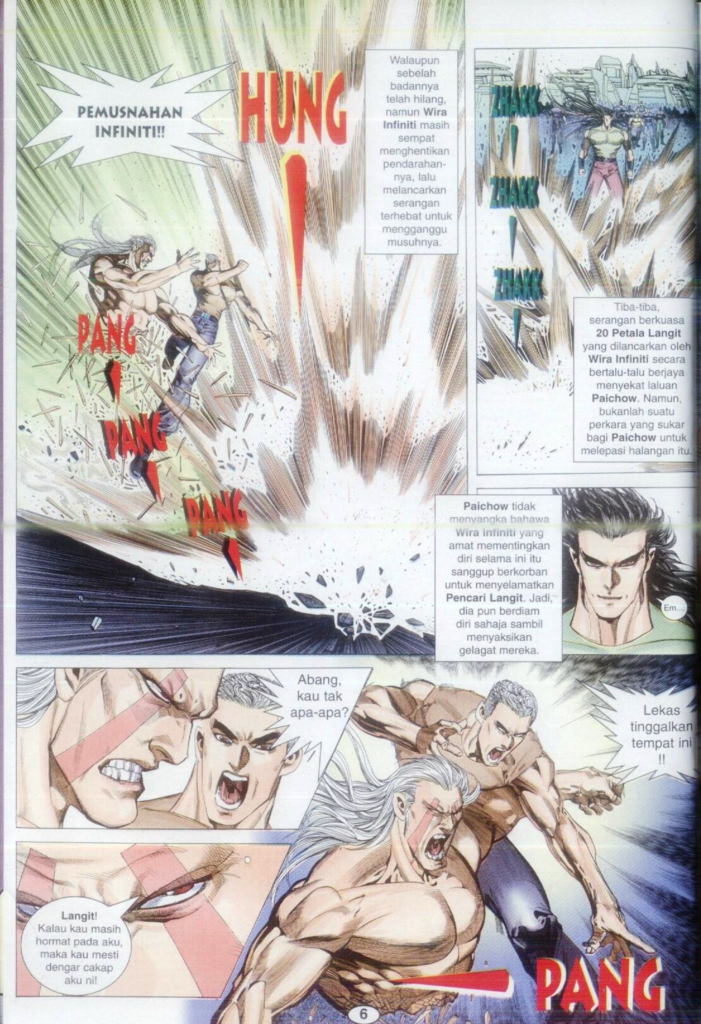 PEMUSNAHAN
INFINITI!!
HUNG
Walaupun
sebelah
badannya
telah hilang,
namun Wira
Infiniti masih
sempat
menghentikan
pendarahan-
nya, lalu
melancarkan
serangan
terhebat untuk
mengganggu
musuhnya.
ZHAKK
ZHAKK
ZHAKK
Tiba-tiba,
serangan berkuasa
20 Petala Langit
yang dilancarkan oleh
Wira Infiniti secara
bertalu-talu berjaya
menyekat laluan
Paichow. Namun,
bukanlah suatu
perkara yang sukar
bagi Paichow untuk
melepasi halangan itu.
PANG
PANG
PANG
Paichow tidak
menyangka bahawa
Wira Infiniti yang
amat mementingkan
diri selama ini itu
sanggup berkorban
untuk menyelamatkan
Pencari Langit. Jadi,
dia pun berdiam
diri sahaja sambil
menyaksikan
gelagat mereka.
Em....
Abang,
kau tak
apa-apa?
Lekas
tinggalkan
tempat ini
!!
Langit!
Kalau kau masih
hormat pada aku,
maka kau mesti
dengar cakap
aku ni!
PANG
6